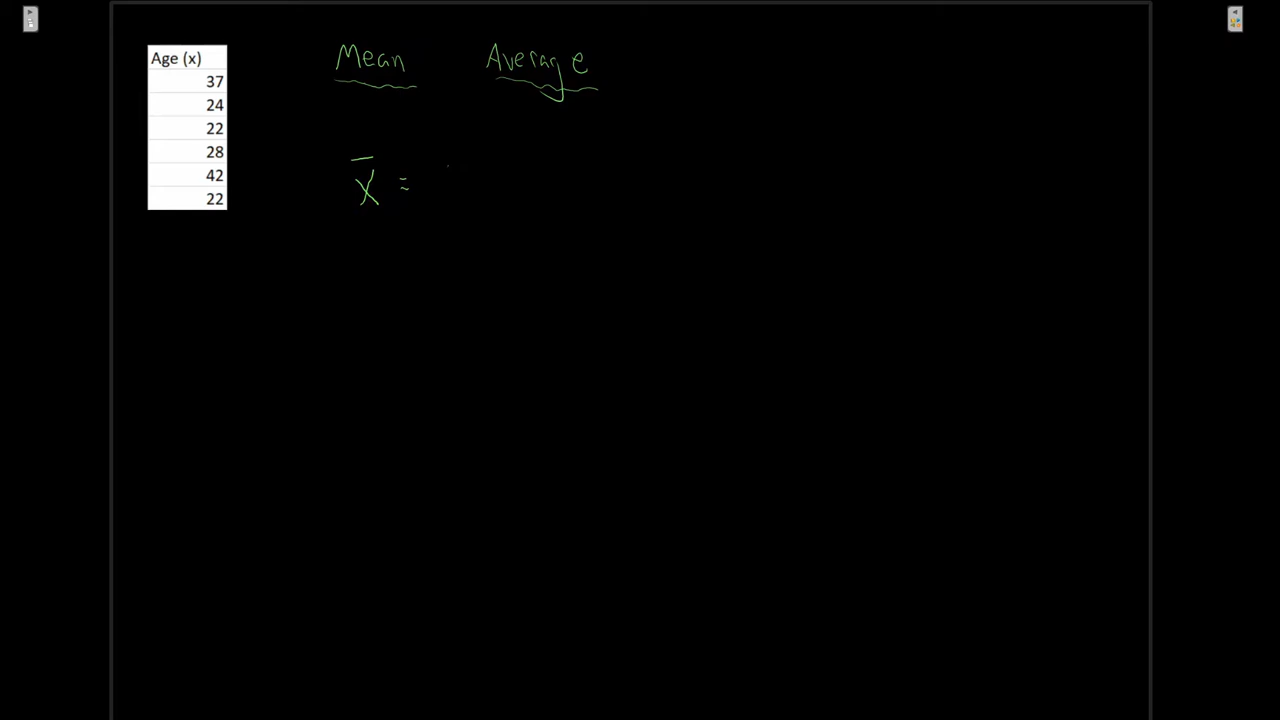 Age (x)
37
24
22
28
42
22
Mean Average
x̄ =